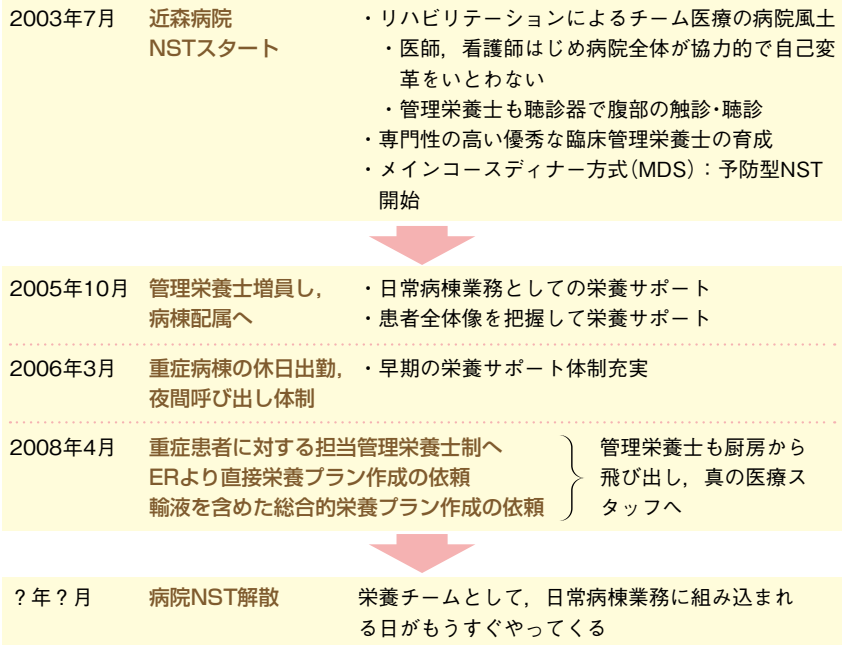 2003年7月 近森病院 ・リハビリテーションによるチーム医療の病院風土
NSTスタート ・医師，看護師はじめ病院全体が協力的で自己変
革をいとわない
・管理栄養士も聴診器で腹部の触診・聴診
・専門性の高い優秀な臨床管理栄養士の育成
・メインコースディナー方式（MDS）：予防型NST
開始
2005年10月 管理栄養士増員し， ・日常病棟業務としての栄養サポート
病棟配属へ ・患者全体像を把握して栄養サポート
2006年3月 重症病棟の休日出勤， ・早期の栄養サポート体制充実
夜間呼び出し体制
2008年4月 重症患者に対する担当管理栄養士制へ 管理栄養士も厨房から
ERより直接栄養プラン作成の依頼 飛び出し，真の医療ス
輸液を含めた総合的栄養プラン作成の依頼 タッフへ
？年？月 病院NST解散 栄養チームとして，日常病棟業務に組み込まれ
る日がもうすぐやってくる